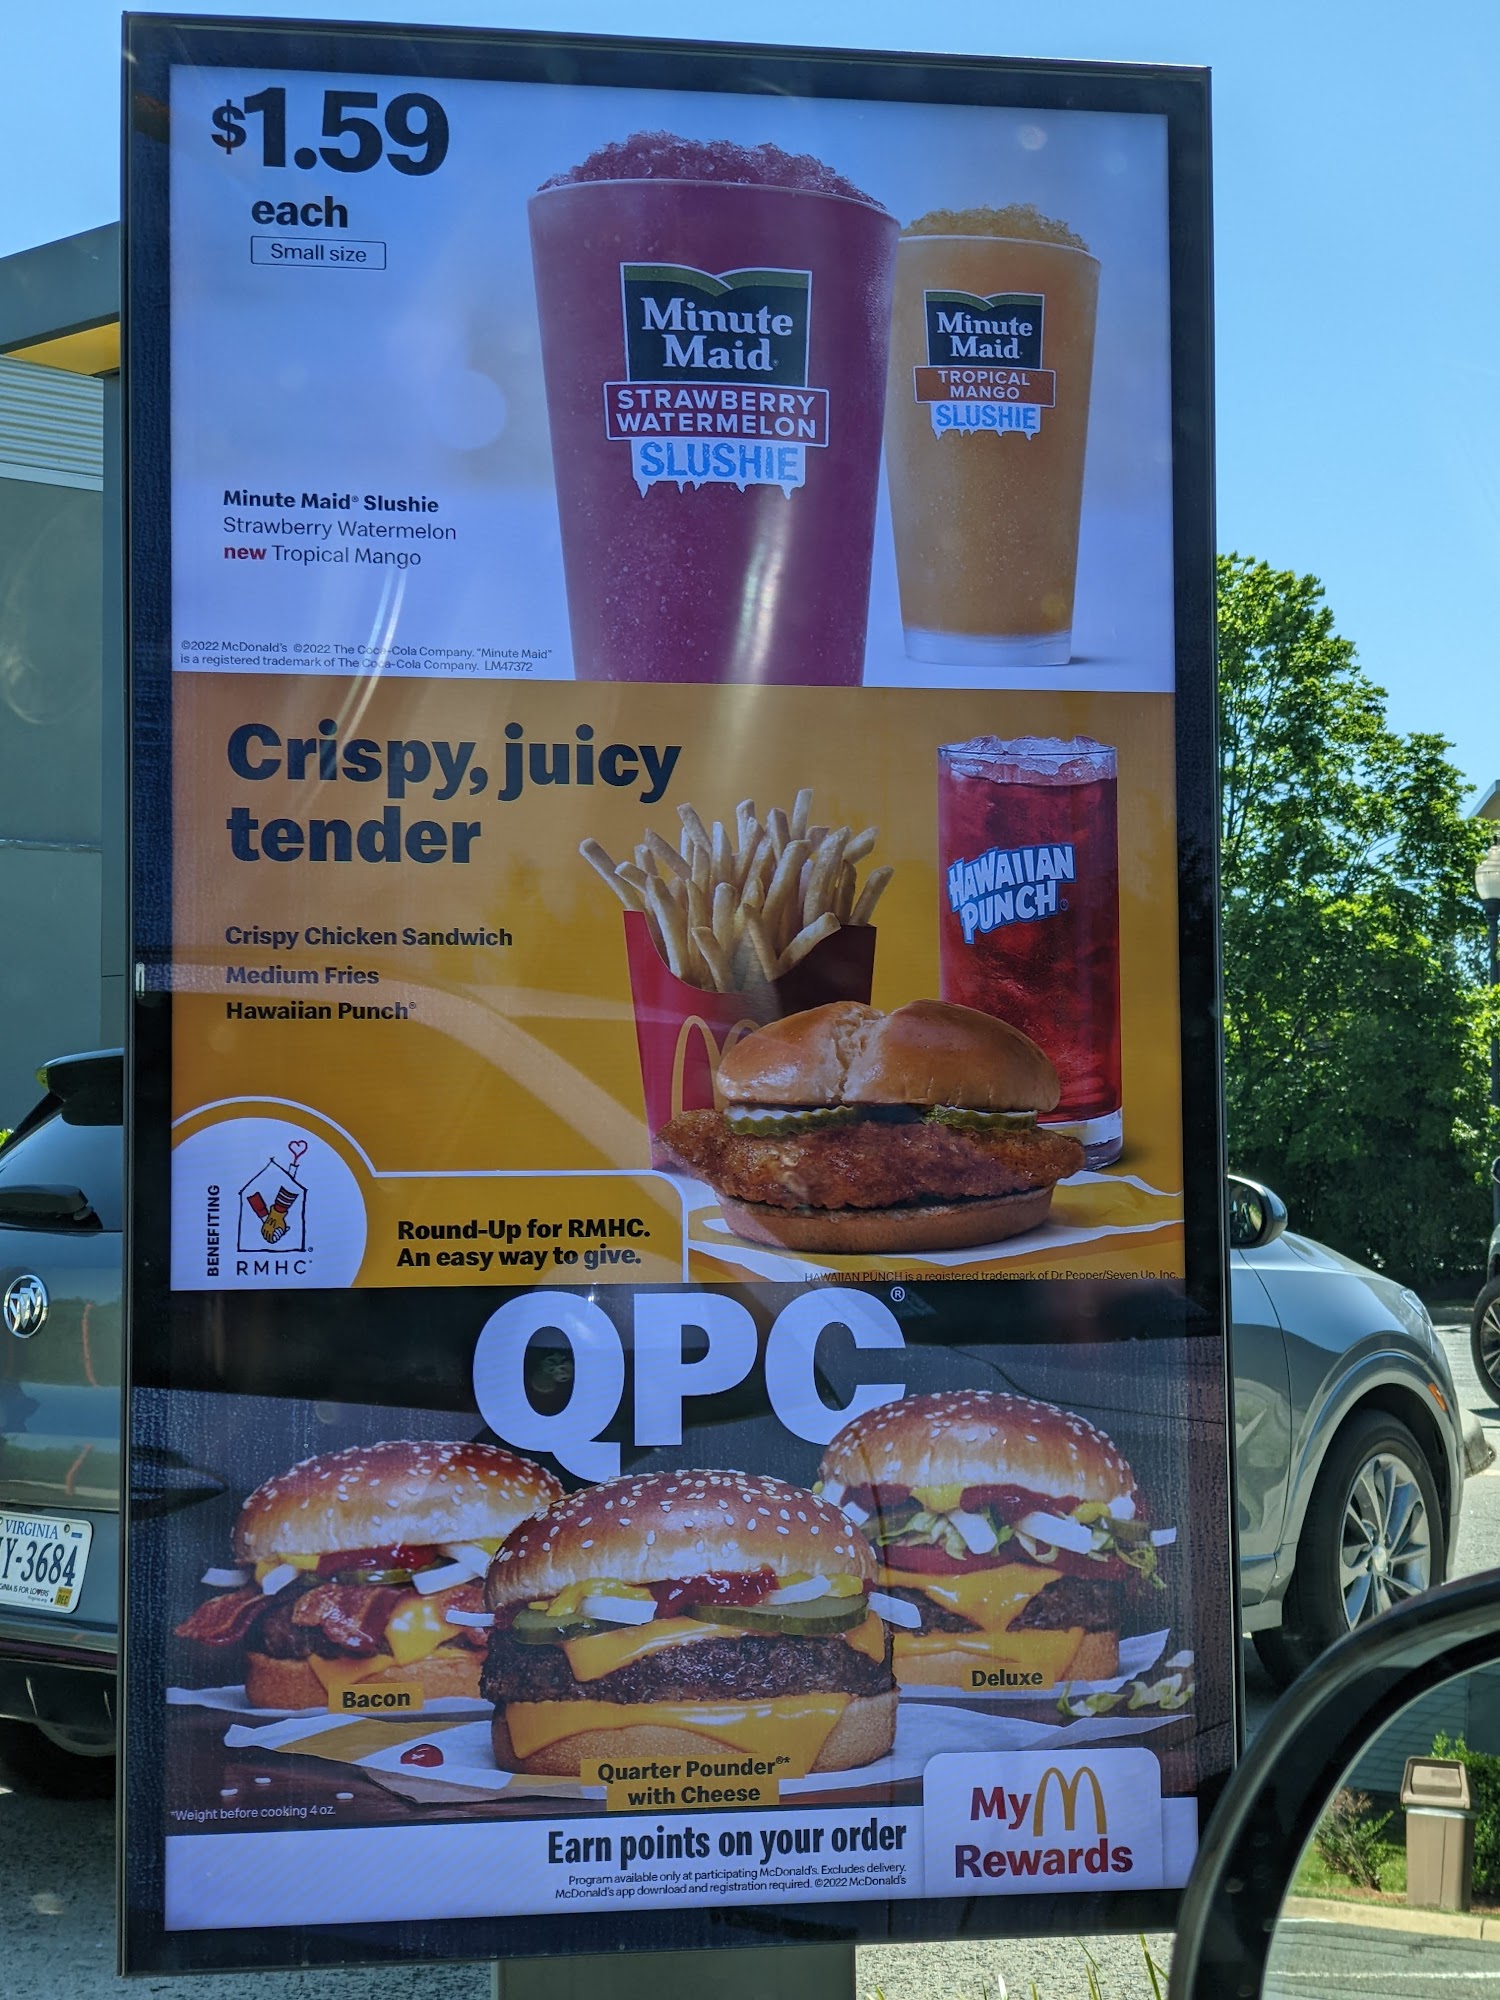 $1.59
each
Small size
Minute
Maid
STRAWBERRY
WATERMELON
SLUSHIE
Minute
Maid
TROPICAL
MANGO
SLUSHIE
Minute Maid® Slushie
Strawberry Watermelon
new Tropical Mango
©2022 McDonald's ©2022 The Coca-Cola Company. "Minute Maid"
is a registered trademark of The Coca-Cola Company. LM47372
Crispy, juicy
tender
HAWAIIAN
PUNCH
Crispy Chicken Sandwich
Medium Fries
Hawaiian Punch®
BENEFITING
RMHC
Round-Up for RMHC.
An easy way to give.
HAWAIIAN PUNCH is a registered trademark of Dr Pepper/Seven Up, Inc.
QPC®
Bacon
Deluxe
Quarter Pounder®*
with Cheese
*Weight before cooking 4 oz.
Earn points on your order
Program available only at participating McDonald's. Excludes delivery.
McDonald's app download and registration required. ©2022 McDonald's
My
Rewards
VIRGINIA
Y-3684